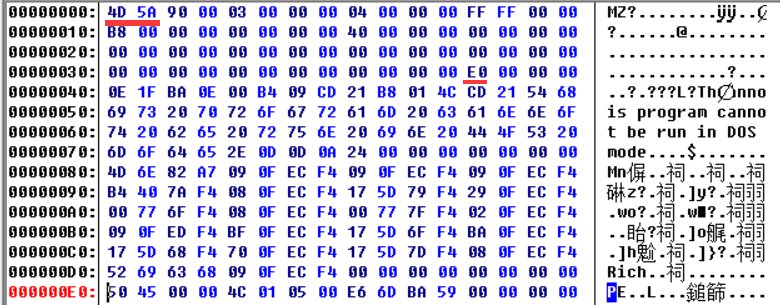 00000000: 4D 5A 90 00 03 00 00 00 04 00 00 00 FF FF 00 00 MZ?.........ÿÿ..
00000010: B8 00 00 00 00 00 00 00 40 00 00 00 00 00 00 00 ?.......@.......
00000020: 00 00 00 00 00 00 00 00 00 00 00 00 00 00 00 00 ................
00000030: 00 00 00 00 00 00 00 00 00 00 00 00 E0 00 00 00 ............?...
00000040: 0E 1F BA 0E 00 B4 09 CD 21 B8 01 4C CD 21 54 68 ..?.???L?Th
00000050: 69 73 20 70 72 6F 67 72 61 6D 20 63 61 6E 6E 6F is program canno
00000060: 74 20 62 65 20 72 75 6E 20 69 6E 20 44 4F 53 20 t be run in DOS
00000070: 6D 6F 64 65 2E 0D 0D 0A 24 00 00 00 00 00 00 00 mode....$.......
00000080: 4D 6E 82 A7 09 0F EC F4 09 0F EC F4 09 0F EC F4 Mn
00000090: B4 40 7A F4 08 0F EC F4 17 5D 79 F4 29 0F EC F4
000000A0: 00 77 6F F4 08 0F EC F4 00 77 7F F4 02 0F EC F4
000000B0: 09 0F ED F4 BF 0F EC F4 17 5D 6F F4 BA 0F EC F4
000000C0: 17 5D 68 F4 70 0F EC F4 17 5D 7D F4 08 0F EC F4
000000D0: 52 69 63 68 09 0F EC F4 00 00 00 00 00 00 00 00 Rich..祠........
000000E0: 50 45 00 00 4C 01 05 00 E6 6D BA 59 00 00 00 00 PE..L...